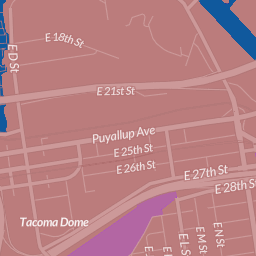 E 18th St
E D St
E 21st St
Puyallup Ave
E 25th St
E 26th St
E 27th St
E 28th St
Tacoma Dome
E N St
E M St
E L S
E